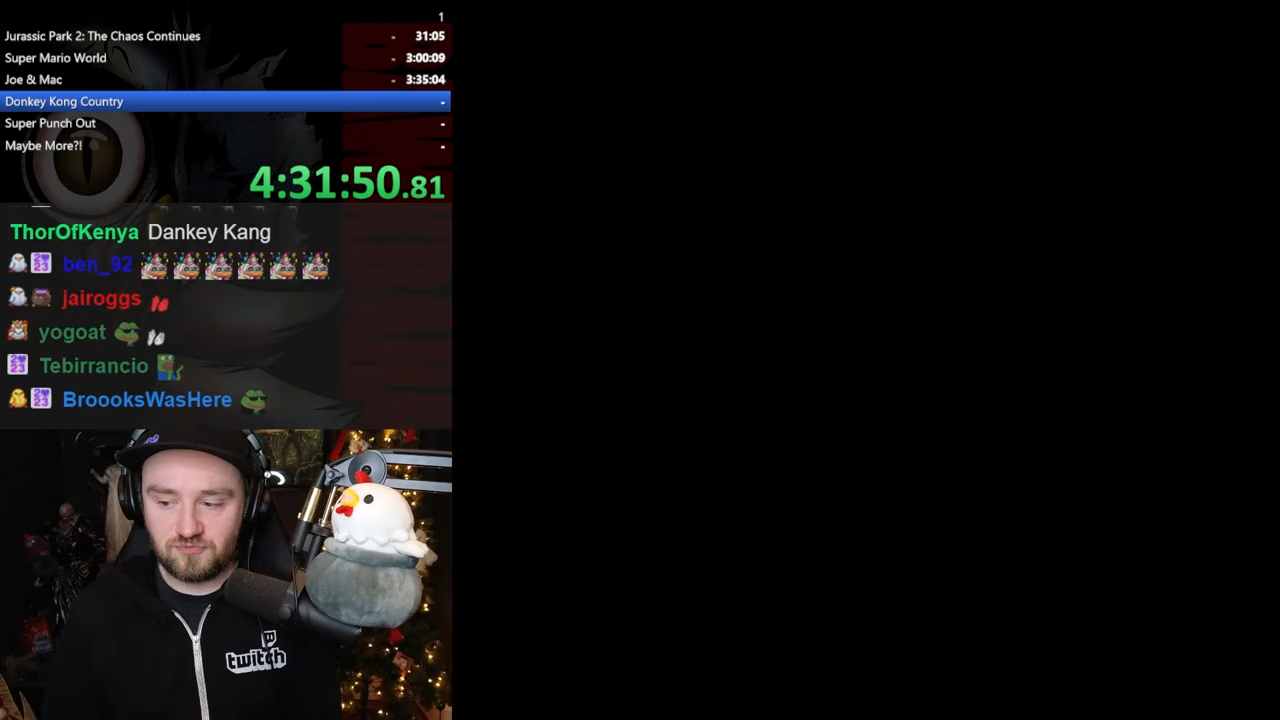 1
Jurassic Park 2: The Chaos Continues - 31:05
Super Mario World - 3:00:09
Joe & Mac - 3:35:04
Donkey Kong Country -
Super Punch Out -
Maybe More?! -
4:31:50.81
ThorOfKenya Dankey Kang
ben_92
jairoggs
yogoat
Tebirrancio
BroooksWasHere
twitch